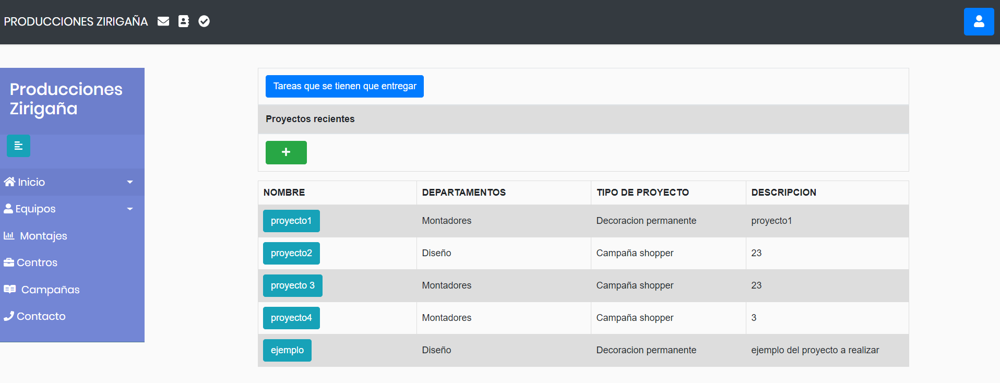 PRODUCCIONES ZIRIGAÑA
Producciones
Zirigaña
Inicio
Equipos
Montajes
Centros
Campañas
Contacto
Tareas que se tienen que entregar
Proyectos recientes
NOMBRE DEPARTAMENTOS TIPO DE PROYECTO DESCRIPCION
proyecto1 Montadores Decoracion permanente proyecto1
proyecto2 Diseño Campaña shopper 23
proyecto 3 Montadores Campaña shopper 23
proyecto4 Montadores Campaña shopper 3
ejemplo Diseño Decoracion permanente ejemplo del proyecto a realizar